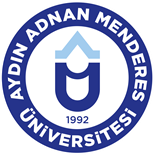 AYDIN ADNAN MENDERES
ÜNİVERSİTESİ
1992